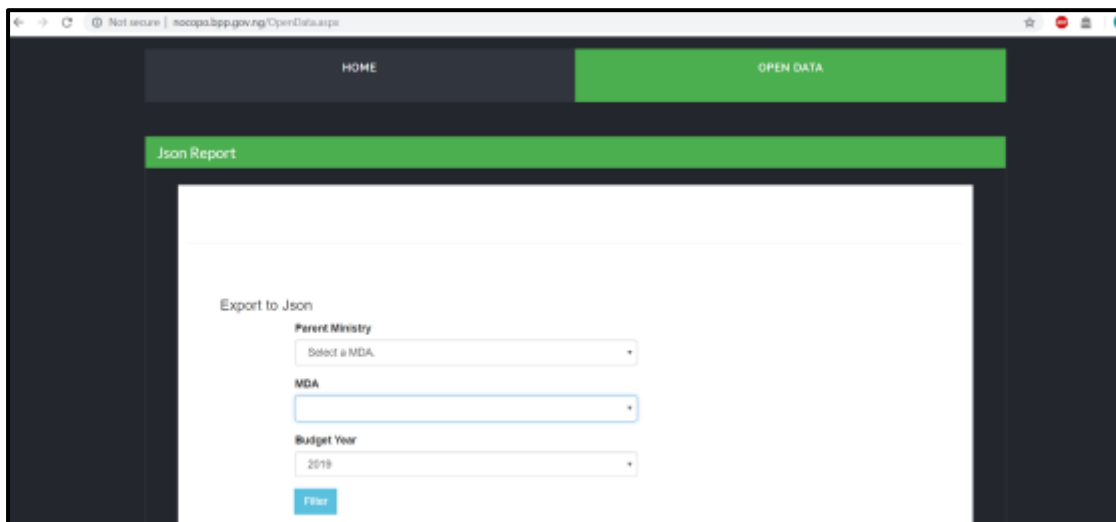 Not secure | nocopo.bpp.gov.ng/OpenData.aspx
HOME
OPEN DATA
Json Report
Export to Json
Parent Ministry
Select a MDA.
MDA
Budget Year
2019
Filter